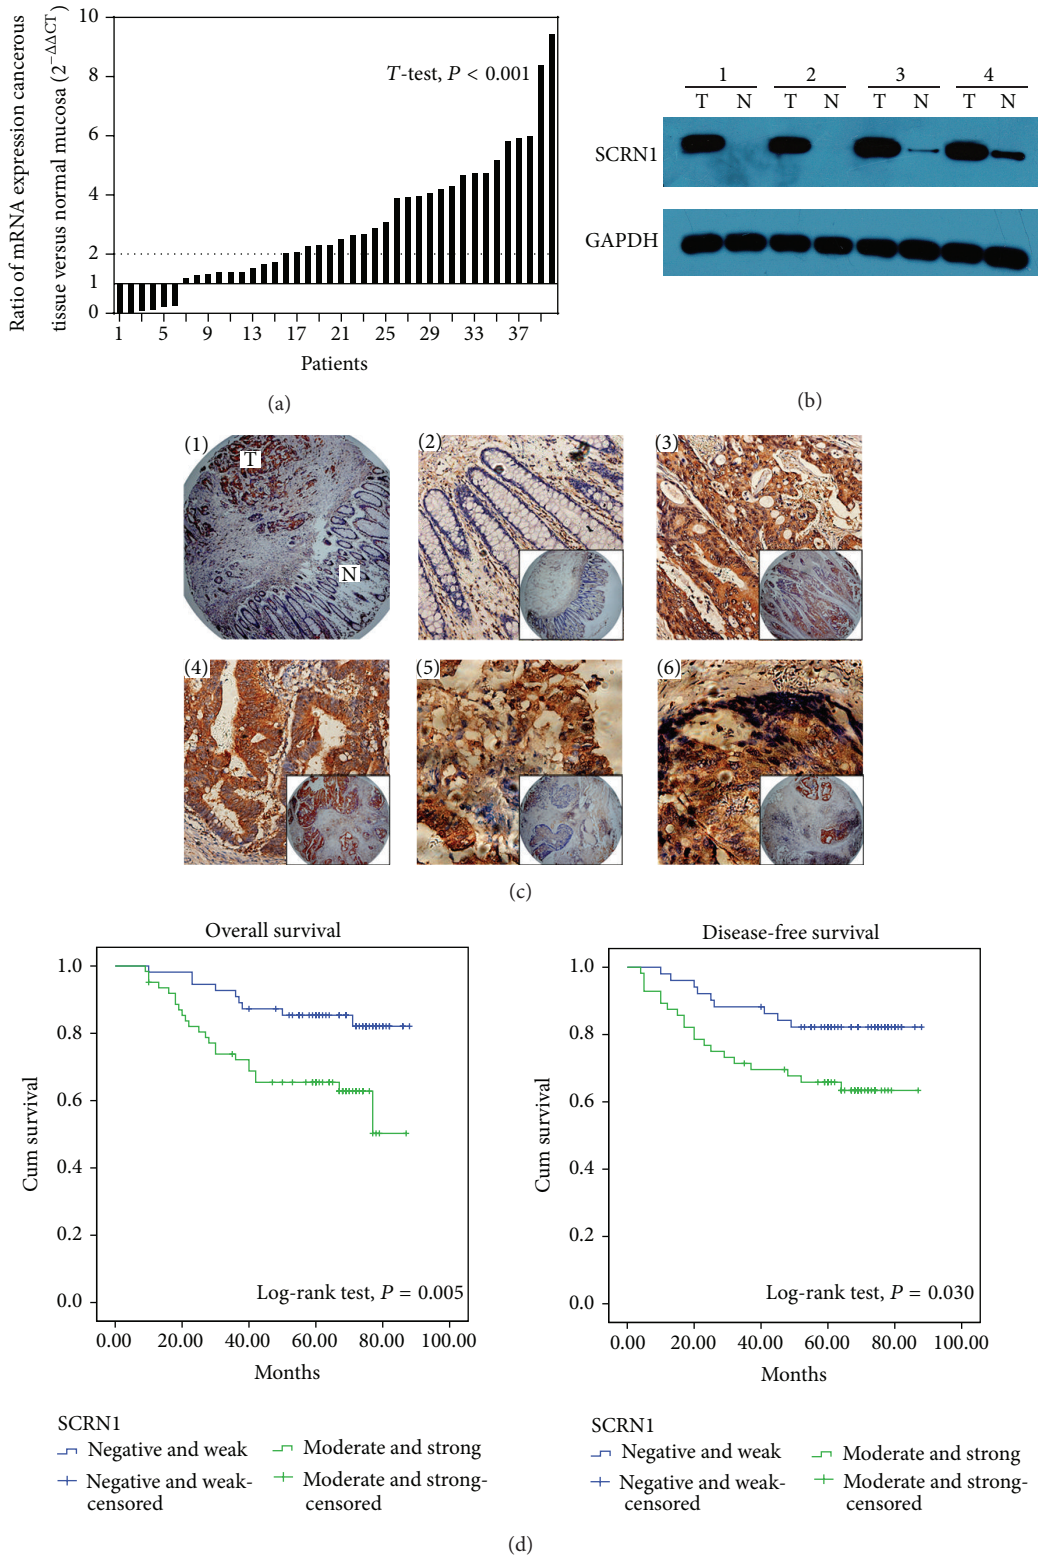 Ratio of mRNA expression cancerous
tissue versus normal mucosa (2^−ΔΔCT)
10
8
6
4
2
1
0
T-test, P < 0.001
1 9 13 17 21 25 29 33 37
Patients
(a)
1 2 3 4
T N T N T N T N
SCRN1
GAPDH
(b)
(1)
T
N
(2)
(3)
(4)
(5)
(6)
(c)
Overall survival
Cum survival
1.0
0.8
0.6
0.4
0.2
0.0
Log-rank test, P = 0.005
0.00 20.00 40.00 60.00 80.00 100.00
Months
SCRN1
Negative and weak
Negative and weak-
censored
Moderate and strong
Moderate and strong-
censored
Disease-free survival
Cum survival
1.0
0.8
0.6
0.4
0.2
0.0
Log-rank test, P = 0.030
0.00 20.00 40.00 60.00 80.00 100.00
Months
SCRN1
Negative and weak
Negative and weak-
censored
Moderate and strong
Moderate and strong-
censored
(d)